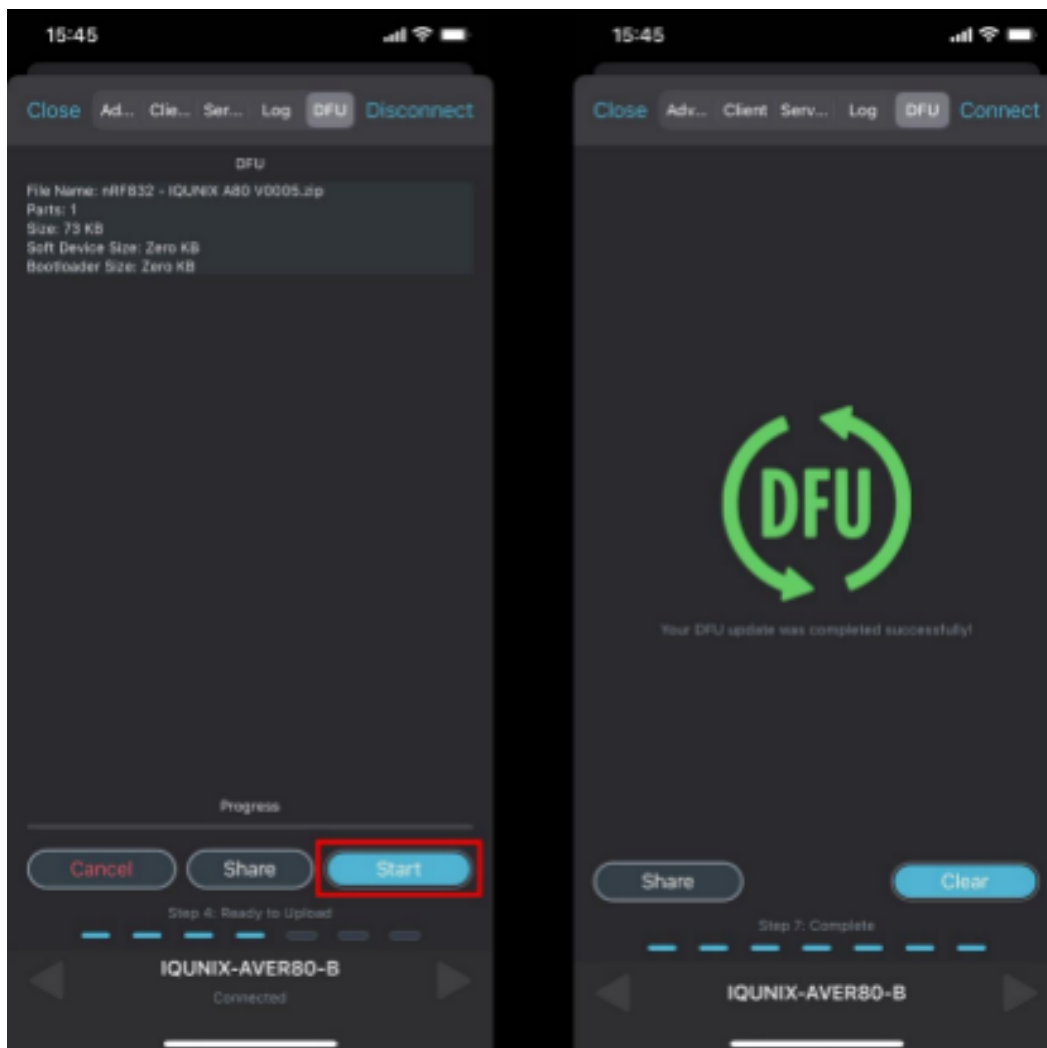 15:45
Close Ad... Clie... Ser... Log DFU Disconnect
DFU
File Name: nRF832 - IQUNIX A80 V0005.zip
Parts: 1
Size: 73 KB
Soft Device Size: Zero KB
Bootloader Size: Zero KB
Progress
Cancel Share Start
Step 4: Ready to Upload
IQUNIX-AVER80-B
Connected
15:45
Close Adv... Client Serv... Log DFU Connect
DFU
Your DFU update was completed successfully!
Share Clear
Step 7: Complete
IQUNIX-AVER80-B